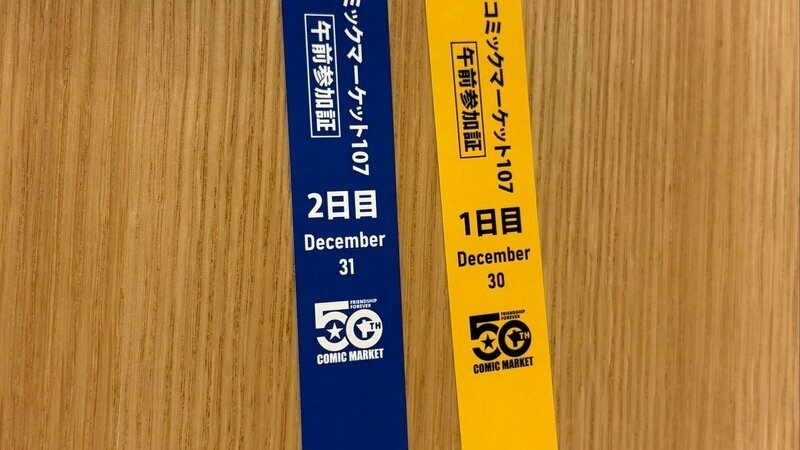 ミックマーケット107
午前参加証
2日目
December
31
FRIENDSHIP
FOREVER
50TH
COMIC MARKET
コミックマーケット107
午前参加証
1日目
December
30
FRIENDSHIP
FOREVER
50TH
COMIC MARKET